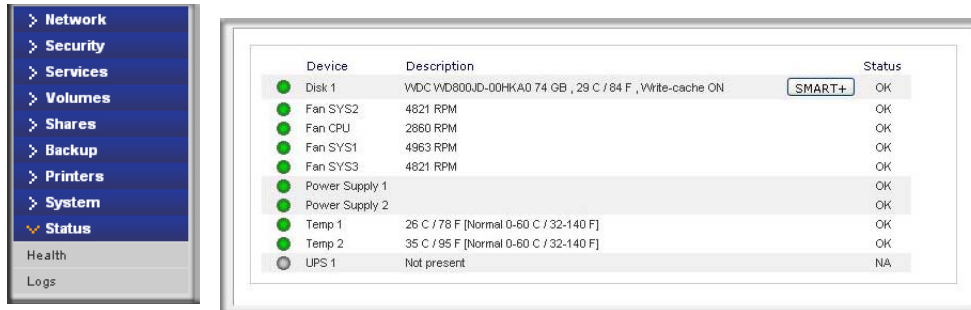 Network
Security
Services
Volumes
Shares
Backup
Printers
System
Status
Health
Logs
Device Description Status
Disk 1 WDC WD800JD-00HKA0 74 GB , 29 C / 84 F , Write-cache ON SMART+ OK
Fan SYS2 4821 RPM OK
Fan CPU 2860 RPM OK
Fan SYS1 4963 RPM OK
Fan SYS3 4821 RPM OK
Power Supply 1 OK
Power Supply 2 OK
Temp 1 26 C / 78 F [Normal 0-60 C / 32-140 F] OK
Temp 2 35 C / 95 F [Normal 0-60 C / 32-140 F] OK
UPS 1 Not present NA